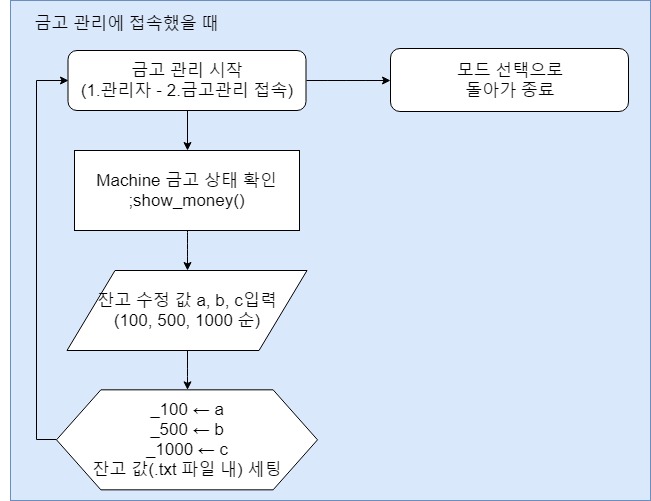 금고 관리에 접속했을 때
금고 관리 시작
(1.관리자 - 2.금고관리 접속)
모드 선택으로
돌아가 종료
Machine 금고 상태 확인
;show_money()
잔고 수정 값 a, b, c입력
(100, 500, 1000 순)
_100 ← a
_500 ← b
_1000 ← c
잔고 값(.txt 파일 내) 세팅